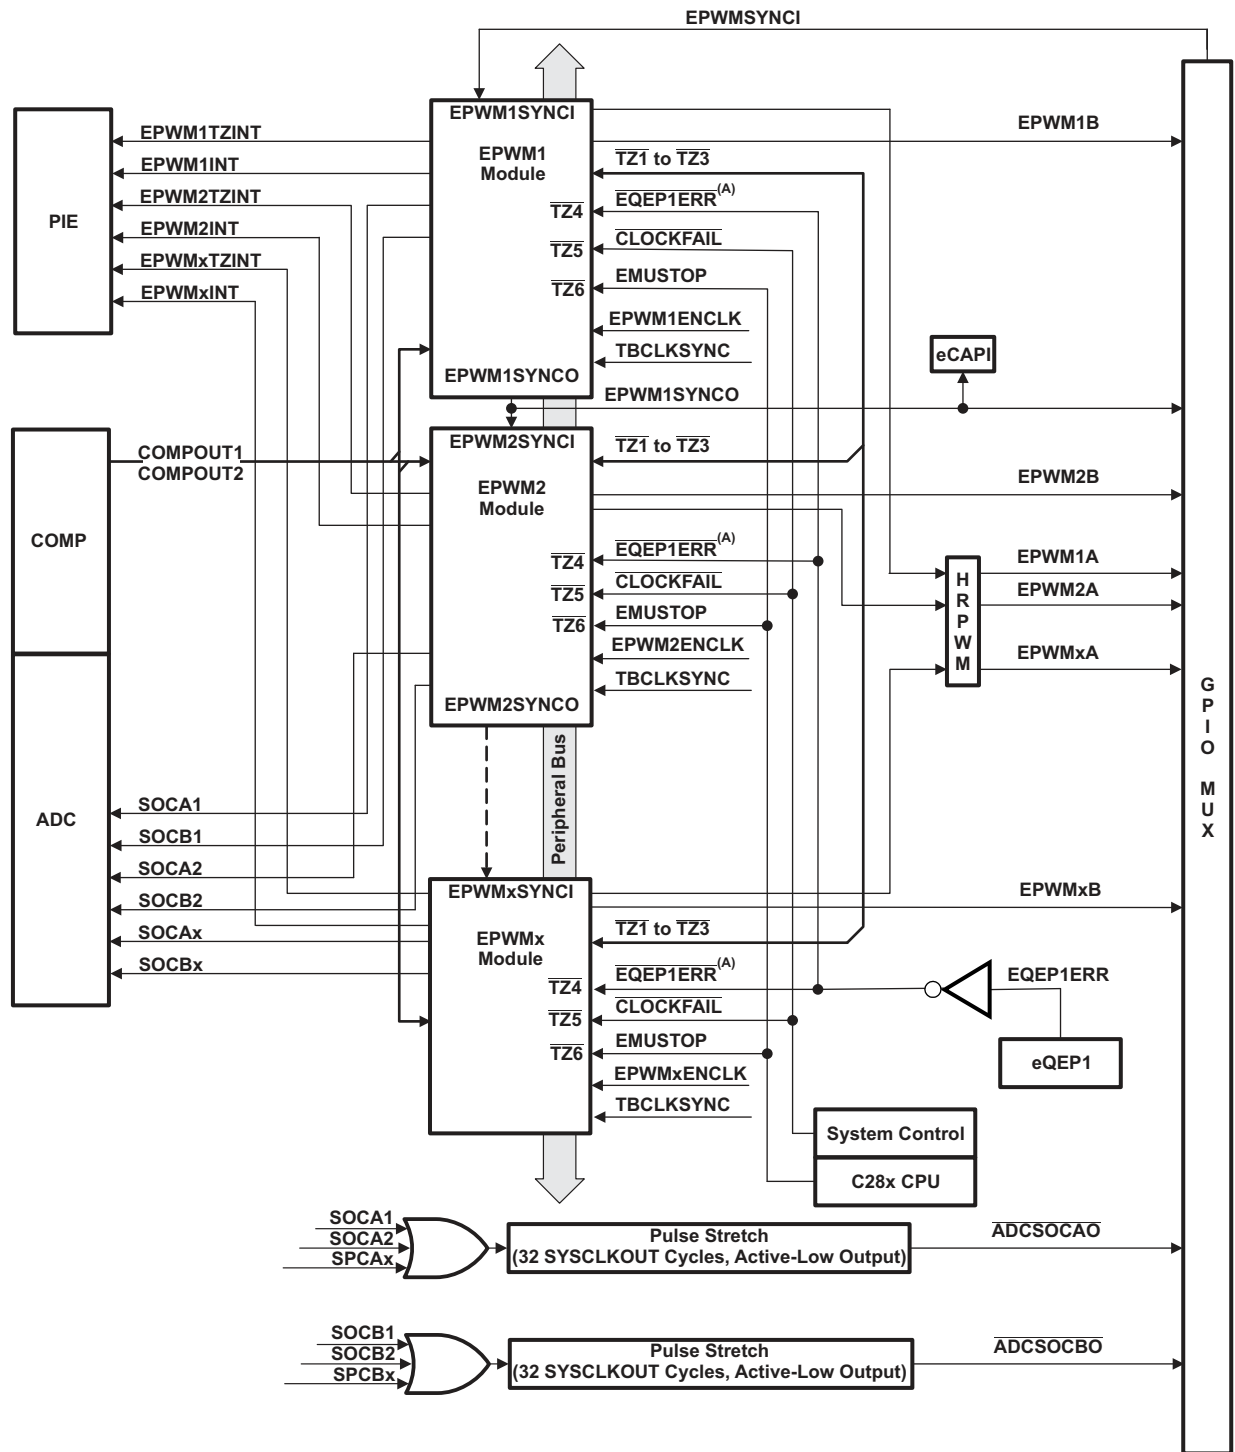 EPWMSYNCI
EPWM1SYNCI
EPWM1B
EPWM1TZINT
EPWM1
Module
TZ1 to TZ3
EPWM1INT
EPWM2TZINT
PIE
TZ4
EQEP1ERR(A)
EPWM2INT
TZ5
CLOCKFAIL
EPWMxTZINT
TZ6
EMUSTOP
EPWMxINT
EPWM1ENCLK
TBCLKSYNC
eCAPI
EPWM1SYNCO
EPWM1SYNCO
EPWM2SYNCI
TZ1 to TZ3
COMPOUT1
COMPOUT2
EPWM2
Module
EPWM2B
COMP
TZ4
EQEP1ERR(A)
TZ5
CLOCKFAIL
TZ6
EMUSTOP
EPWM2ENCLK
TBCLKSYNC
EPWM2SYNCO
HRPWM
EPWM1A
EPWM2A
EPWMxA
GPIO MUX
Peripheral Bus
ADC
SOCA1
SOCB1
SOCA2
SOCB2
SOCAx
SOCBx
EPWMxSYNCI
EPWMxB
EPWMx
Module
TZ1 to TZ3
TZ4
EQEP1ERR(A)
EQEP1ERR
TZ5
CLOCKFAIL
TZ6
EMUSTOP
eQEP1
EPWMxENCLK
TBCLKSYNC
System Control
C28x CPU
SOCA1
SOCA2
SPCAx
Pulse Stretch
(32 SYSCLKOUT Cycles, Active-Low Output)
ADCSOCAO
SOCB1
SOCB2
SPCBx
Pulse Stretch
(32 SYSCLKOUT Cycles, Active-Low Output)
ADCSOCBO